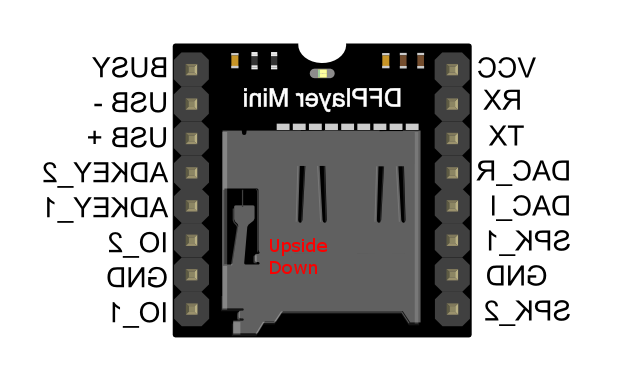 BUSY
USB -
USB +
ADKEY_2
ADKEY_1
IO_2
GND
IO_1
DFPlayer Mini
Upside
Down
VCC
RX
TX
DAC_R
DAC_I
SPK_1
GND
SPK_2